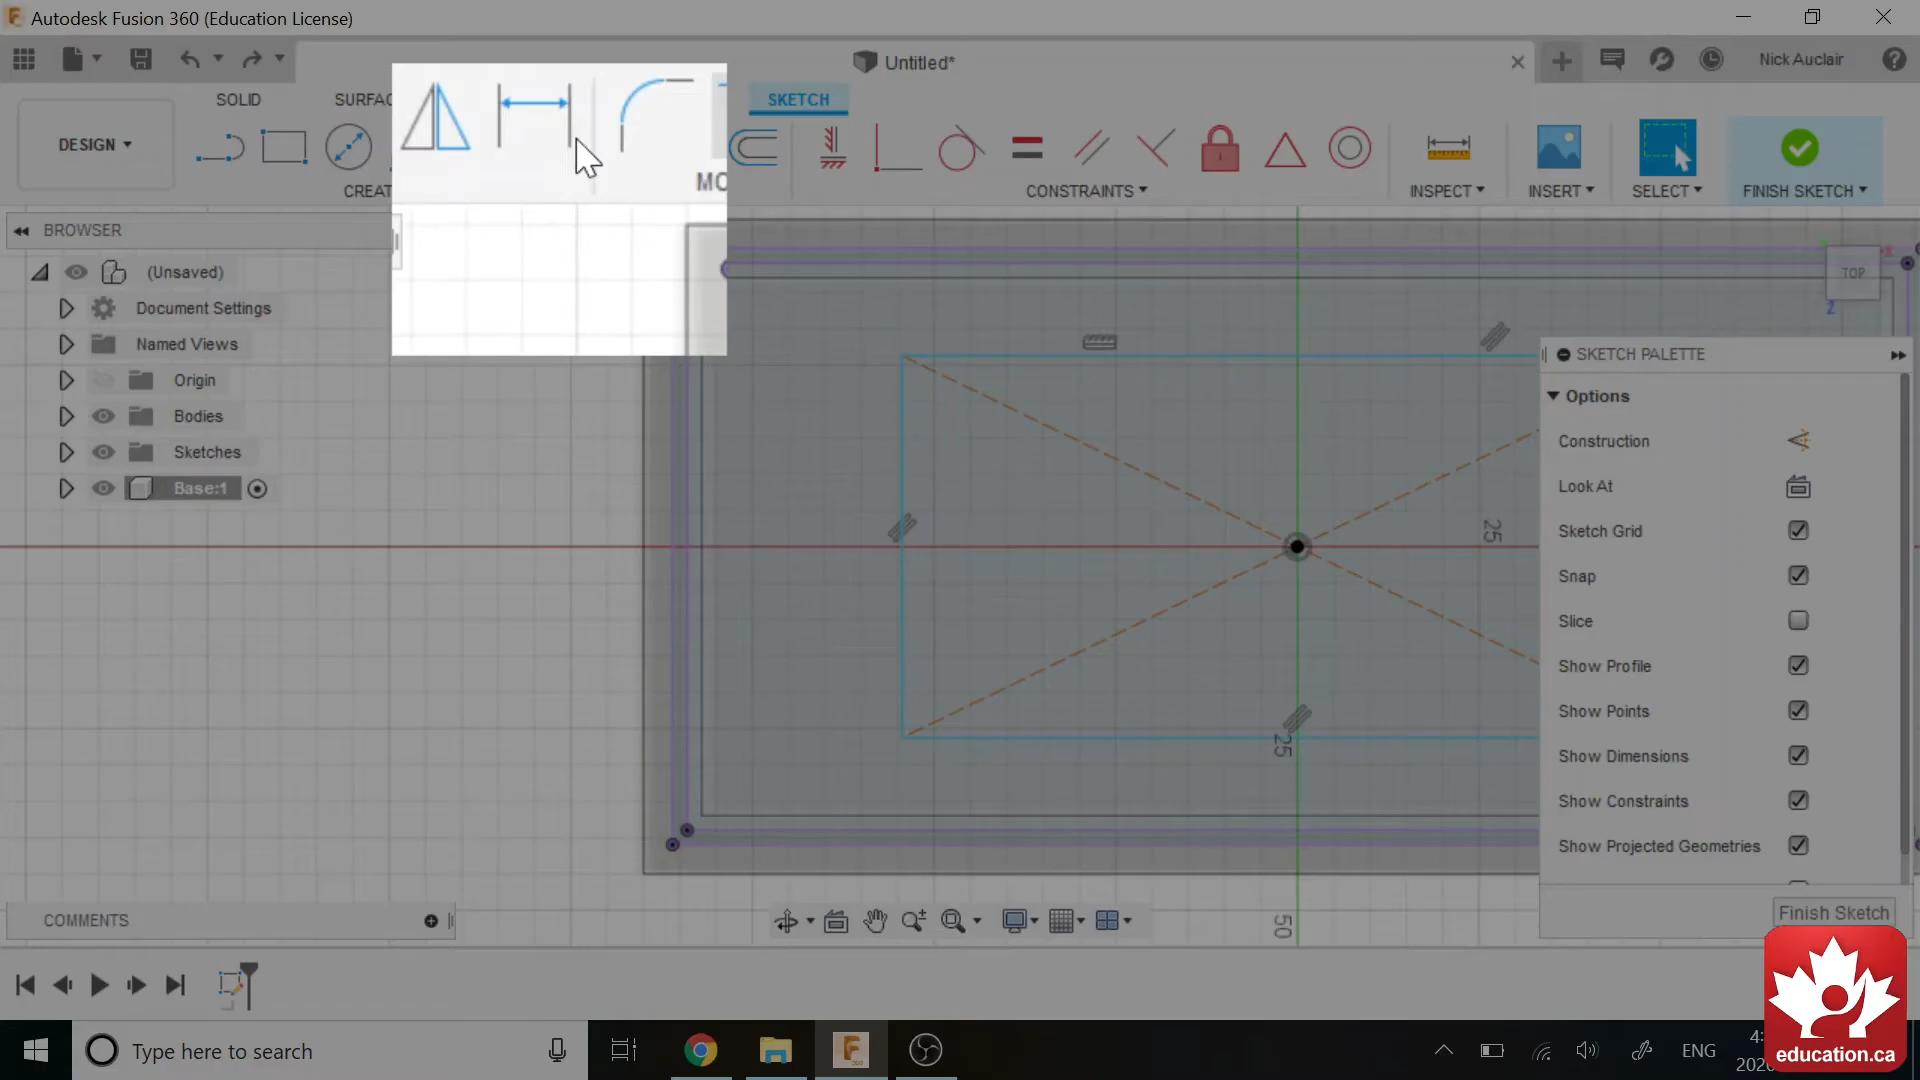 Autodesk Fusion 360 (Education License)
Untitled*
Nick Auclair
SOLID
SKETCH
DESIGN
CONSTRAINTS
INSPECT
INSERT
SELECT
FINISH SKETCH
BROWSER
(Unsaved)
Document Settings
Named Views
Origin
Bodies
Sketches
Base:1
TOP
Z
SKETCH PALETTE
Options
Construction
Look At
Sketch Grid
Snap
Slice
Show Profile
Show Points
Show Dimensions
Show Constraints
Show Projected Geometries
Finish Sketch
25
25
50
COMMENTS
Type here to search
ENG
education.ca